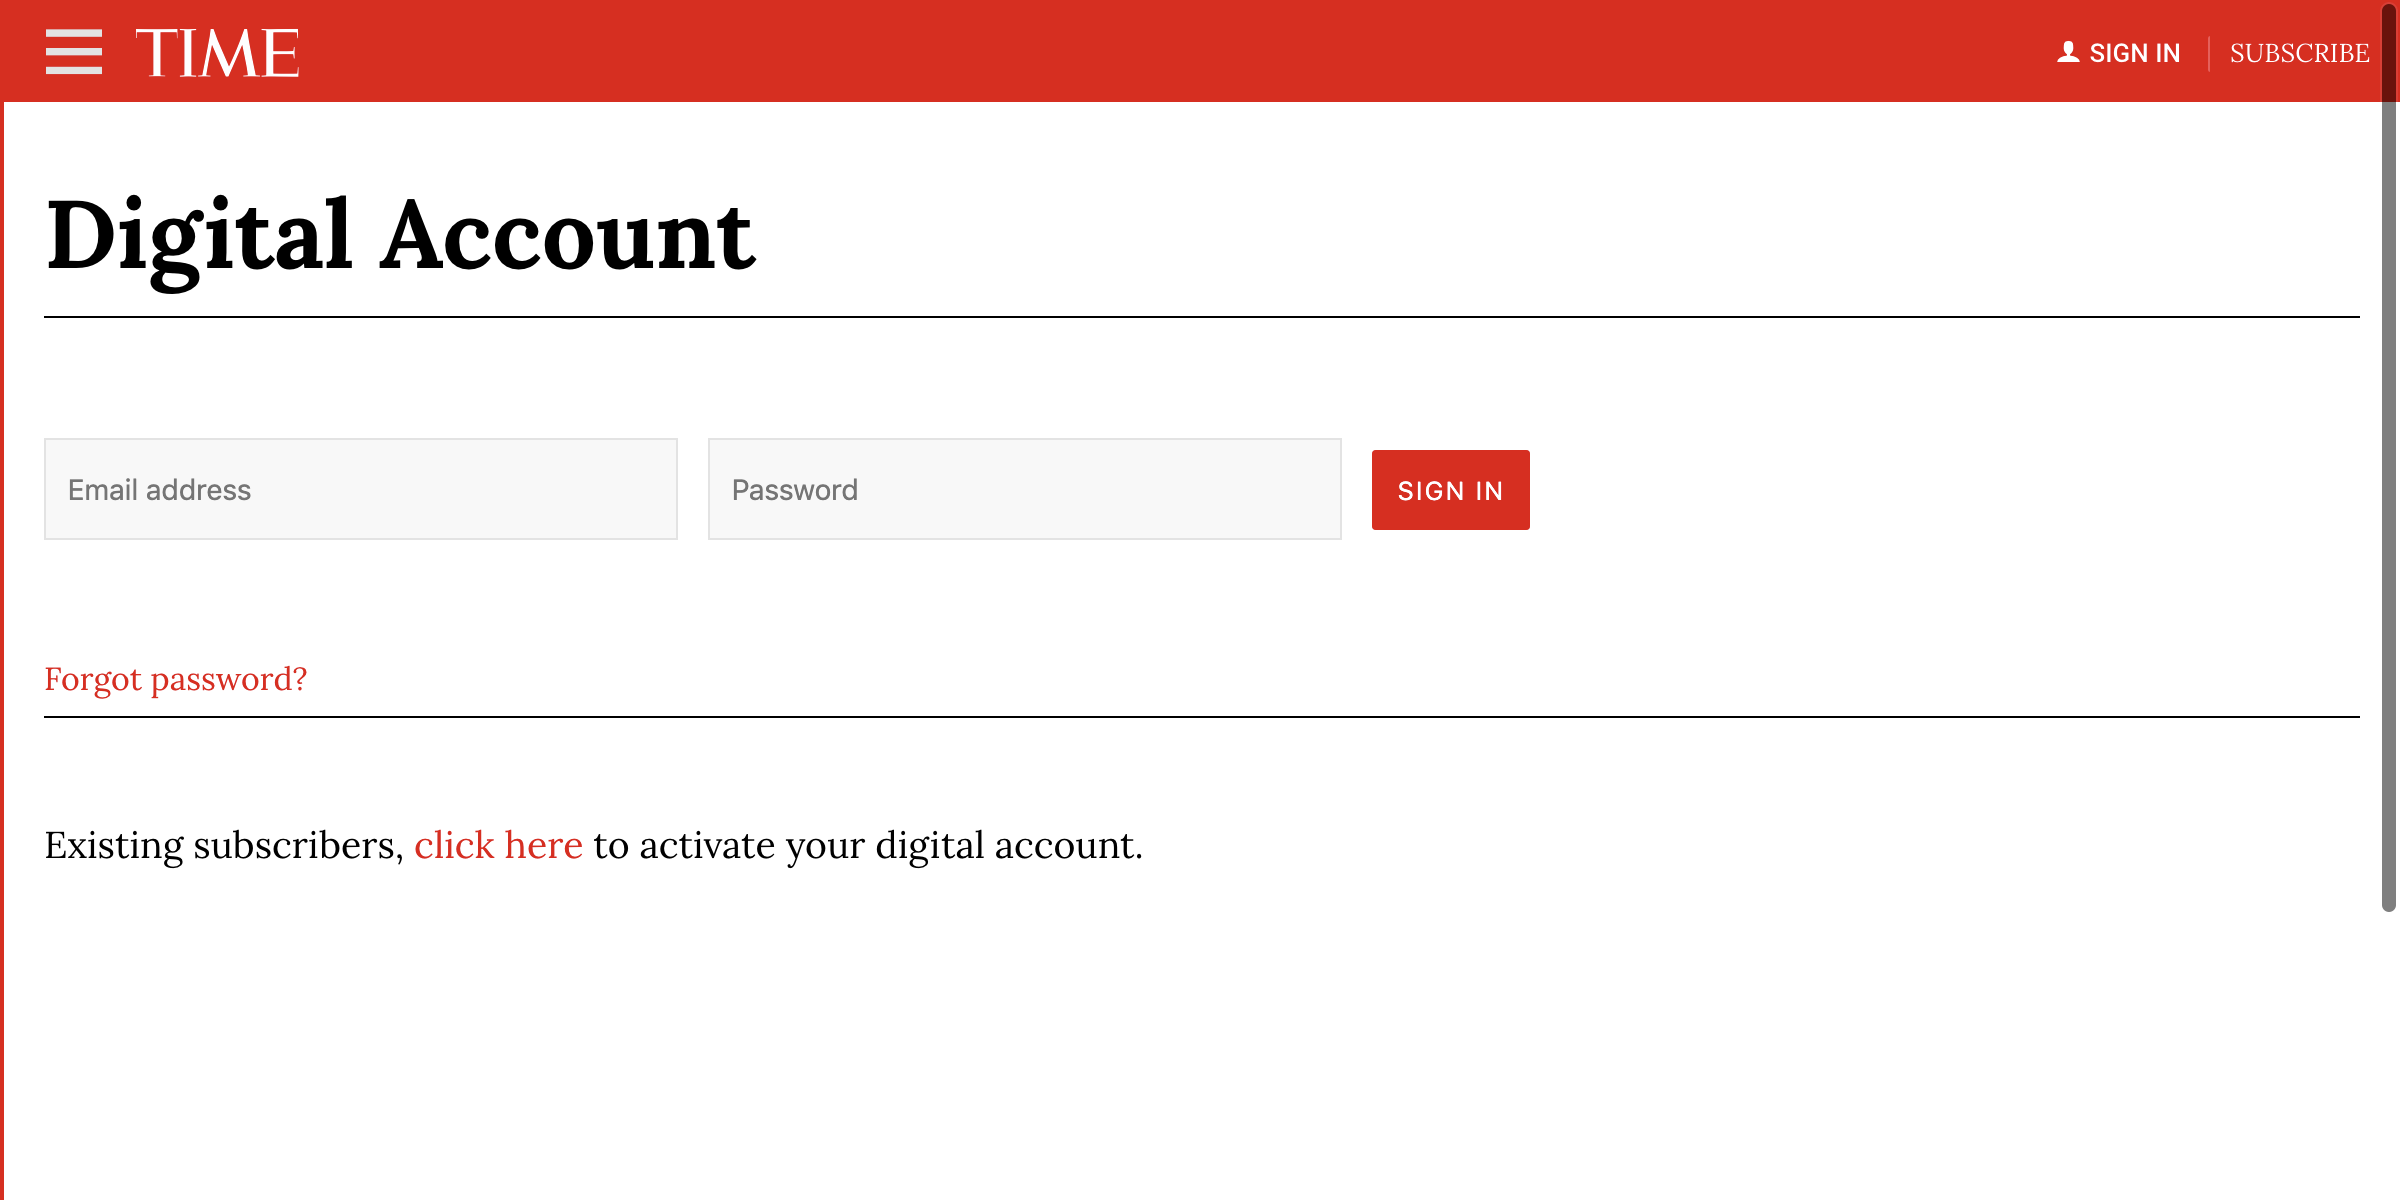 TIME
SIGN IN
SUBSCRIBE
Digital Account
Email address
Password
SIGN IN
Forgot password?
Existing subscribers, click here to activate your digital account.